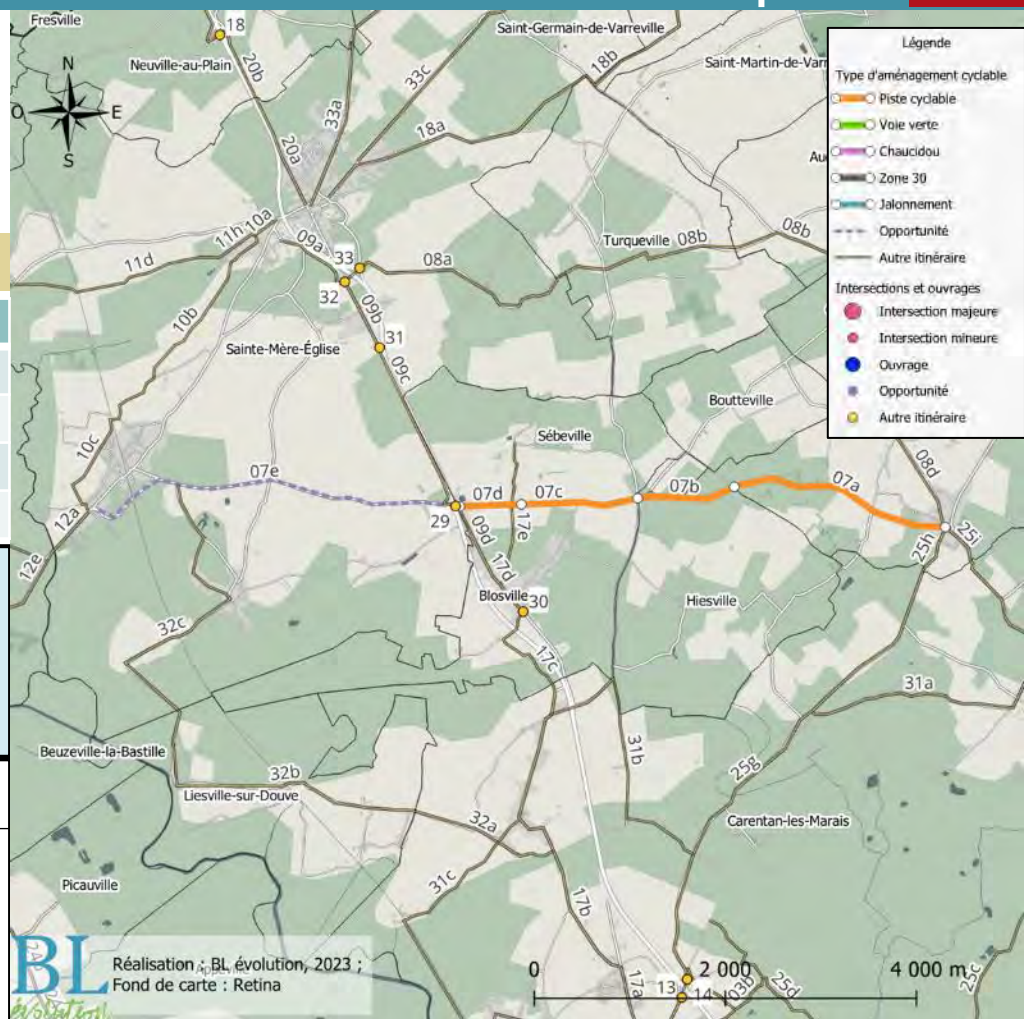 Fresville
18
Saint-Germain-de-Varreville
Neuville-au-Plain
20b
33c
18b
Saint-Martin-de-Varr
N
O
E
S
33a
18a
20a
Au
11h
10a
09a
11d
33
08a
Turqueville
08b
08b
32
09b
10b
31
Sainte-Mère-Église
09c
Boutteville
Sébeville
10c
07e
07d
07c
07b
07a
08d
12a
29
09d
17e
25h
25i
12e
17d
Blosville
30
Hiesville
32c
17c
31a
31b
Beuzeville-la-Bastille
25g
32b
Liesville-sur-Douve
32a
Carentan-les-Marais
31c
Picauville
17b
0
2 000
4 000 m
17a
13
14
03b
25d
25c
Légende
Type d'aménagement cyclable
Piste cyclable
Voie verte
Chaucidou
Zone 30
Jalonnement
Opportunité
Autre itinéraire
Intersections et ouvrages
Intersection majeure
Intersection mineure
Ouvrage
Opportunité
Autre itinéraire
BL
évolution
Réalisation : BL évolution, 2023 ;
Fond de carte : Retina